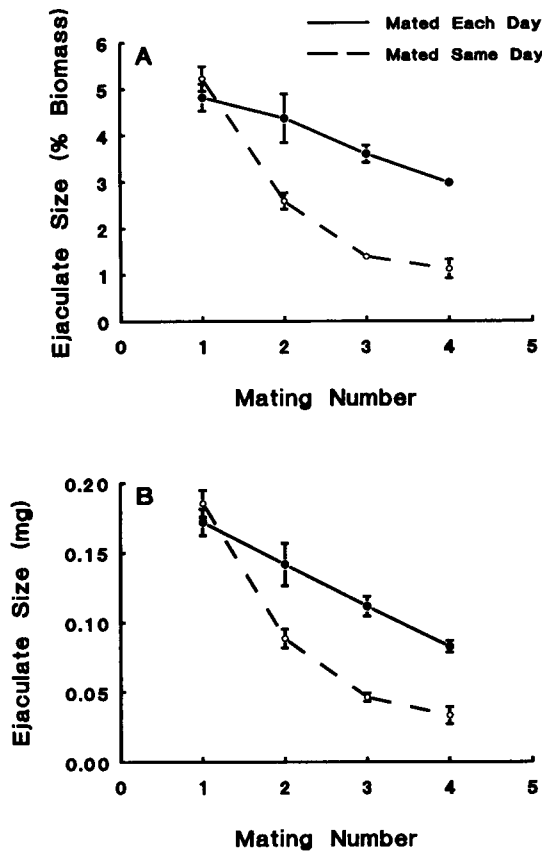 Mated Each Day
Mated Same Day
A
Ejaculate Size (% Biomass)
6
5
4
3
2
1
0
0 1 2 3 4 5
Mating Number
B
Ejaculate Size (mg)
0.20
0.15
0.10
0.05
0.00
0 1 2 3 4 5
Mating Number